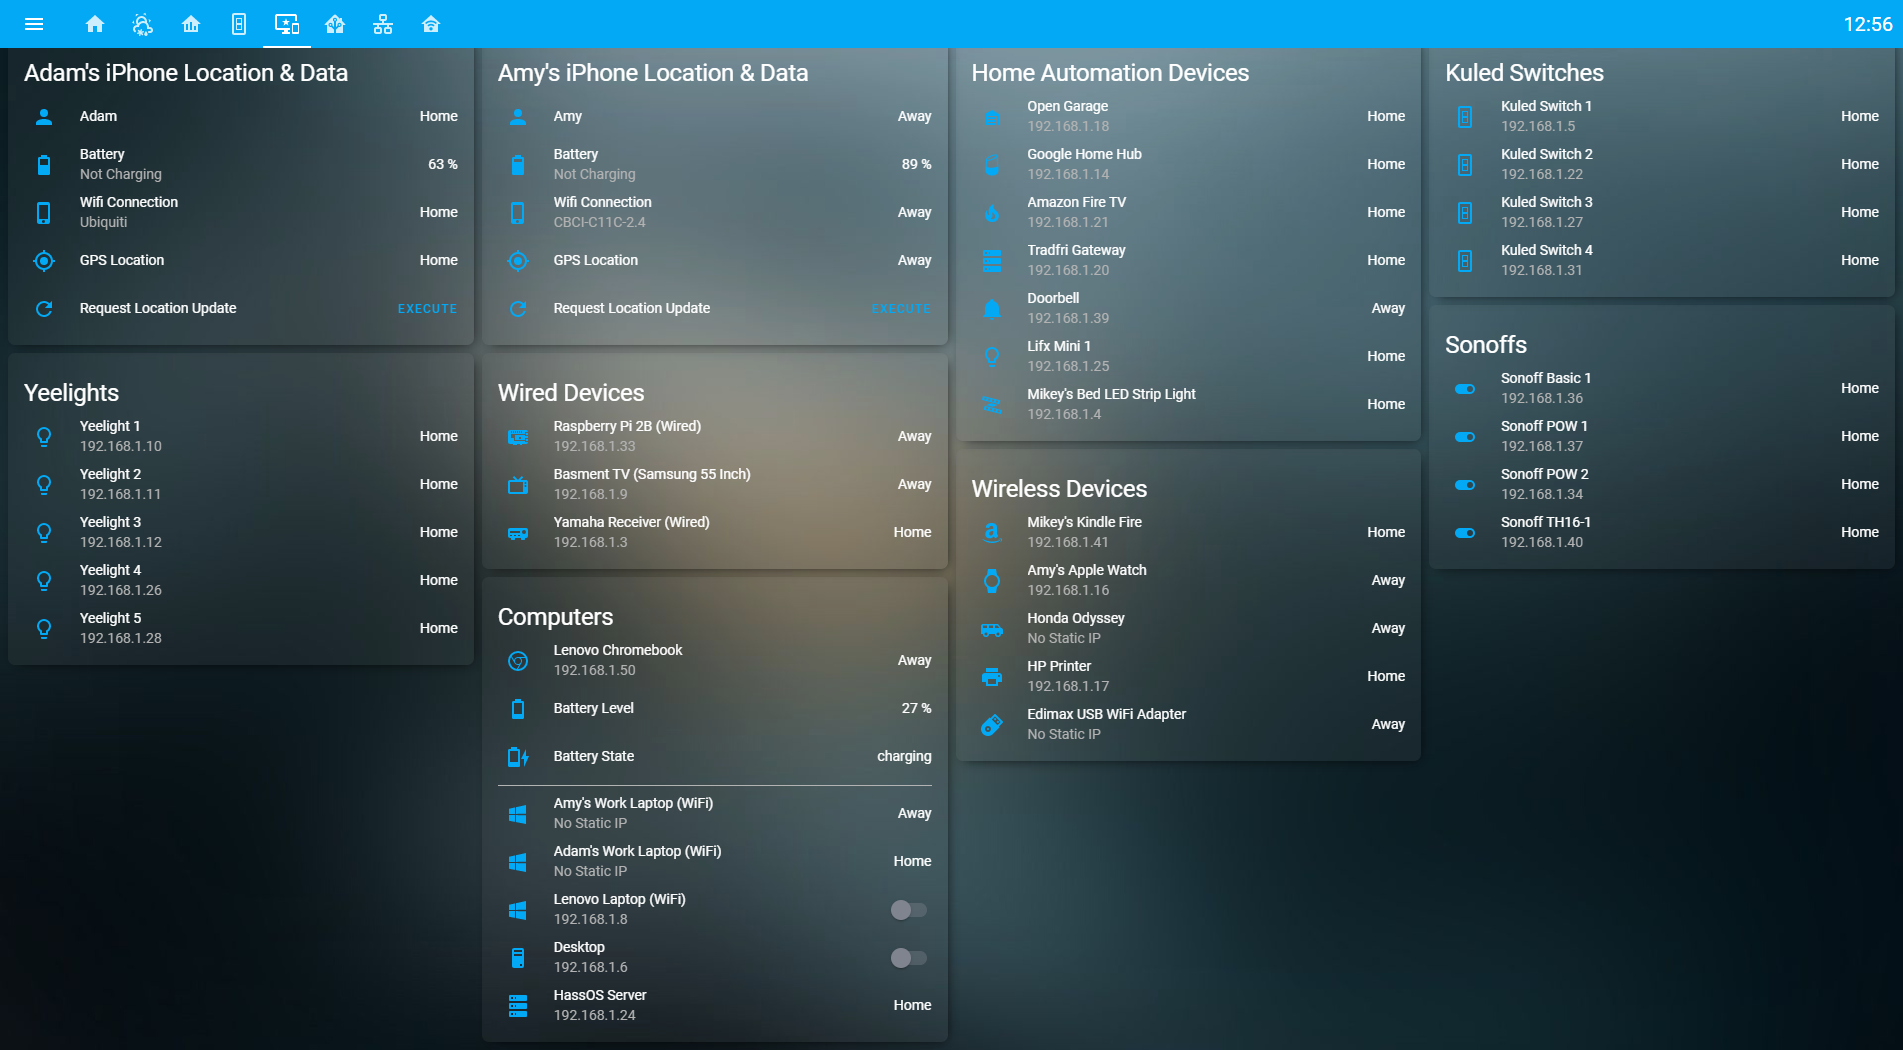 12:56
Adam's iPhone Location & Data
Adam
Home
Battery
Not Charging
63 %
Wifi Connection
Ubiquiti
Home
GPS Location
Home
Request Location Update
EXECUTE
Yeelights
Yeelight 1
192.168.1.10
Home
Yeelight 2
192.168.1.11
Home
Yeelight 3
192.168.1.12
Home
Yeelight 4
192.168.1.26
Home
Yeelight 5
192.168.1.28
Home
Amy's iPhone Location & Data
Amy
Away
Battery
Not Charging
89 %
Wifi Connection
CBCI-C11C-2.4
Away
GPS Location
Away
Request Location Update
EXECUTE
Wired Devices
Raspberry Pi 2B (Wired)
192.168.1.33
Away
Basment TV (Samsung 55 Inch)
192.168.1.9
Away
Yamaha Receiver (Wired)
192.168.1.3
Home
Computers
Lenovo Chromebook
192.168.1.50
Away
Battery Level
27 %
Battery State
charging
Amy's Work Laptop (WiFi)
No Static IP
Away
Adam's Work Laptop (WiFi)
No Static IP
Home
Lenovo Laptop (WiFi)
192.168.1.8
Desktop
192.168.1.6
HassOS Server
192.168.1.24
Home
Home Automation Devices
Open Garage
192.168.1.18
Home
Google Home Hub
192.168.1.14
Home
Amazon Fire TV
192.168.1.21
Home
Tradfri Gateway
192.168.1.20
Home
Doorbell
192.168.1.39
Away
Lifx Mini 1
192.168.1.25
Home
Mikey's Bed LED Strip Light
192.168.1.4
Home
Wireless Devices
Mikey's Kindle Fire
192.168.1.41
Home
Amy's Apple Watch
192.168.1.16
Away
Honda Odyssey
No Static IP
Away
HP Printer
192.168.1.17
Home
Edimax USB WiFi Adapter
No Static IP
Away
Kuled Switches
Kuled Switch 1
192.168.1.5
Home
Kuled Switch 2
192.168.1.22
Home
Kuled Switch 3
192.168.1.27
Home
Kuled Switch 4
192.168.1.31
Home
Sonoffs
Sonoff Basic 1
192.168.1.36
Home
Sonoff POW 1
192.168.1.37
Home
Sonoff POW 2
192.168.1.34
Home
Sonoff TH16-1
192.168.1.40
Home